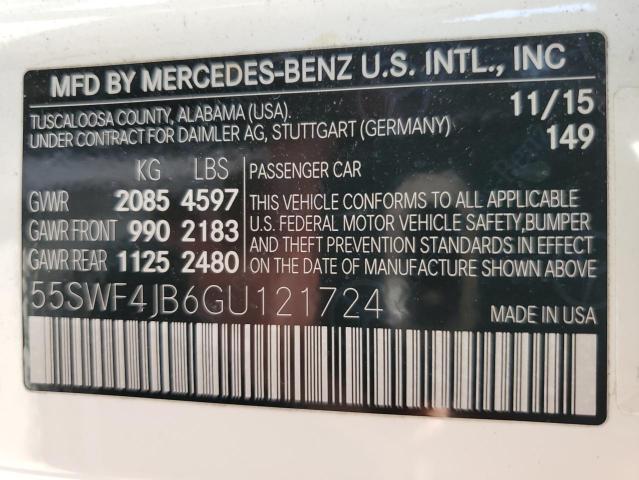 MFD BY MERCEDES-BENZ U.S. INTL., INC
TUSCALOOSA COUNTY, ALABAMA (USA). 11/15
UNDER CONTRACT FOR DAIMLER AG, STUTTGART (GERMANY) 149
KG LBS PASSENGER CAR
GVWR 2085 4597
GAWR FRONT 990 2183
GAWR REAR 1125 2480
THIS VEHICLE CONFORMS TO ALL APPLICABLE
U.S. FEDERAL MOTOR VEHICLE SAFETY, BUMPER
AND THEFT PREVENTION STANDARDS IN EFFECT
ON THE DATE OF MANUFACTURE SHOWN ABOVE
55SWF4JB6GU121724 MADE IN USA